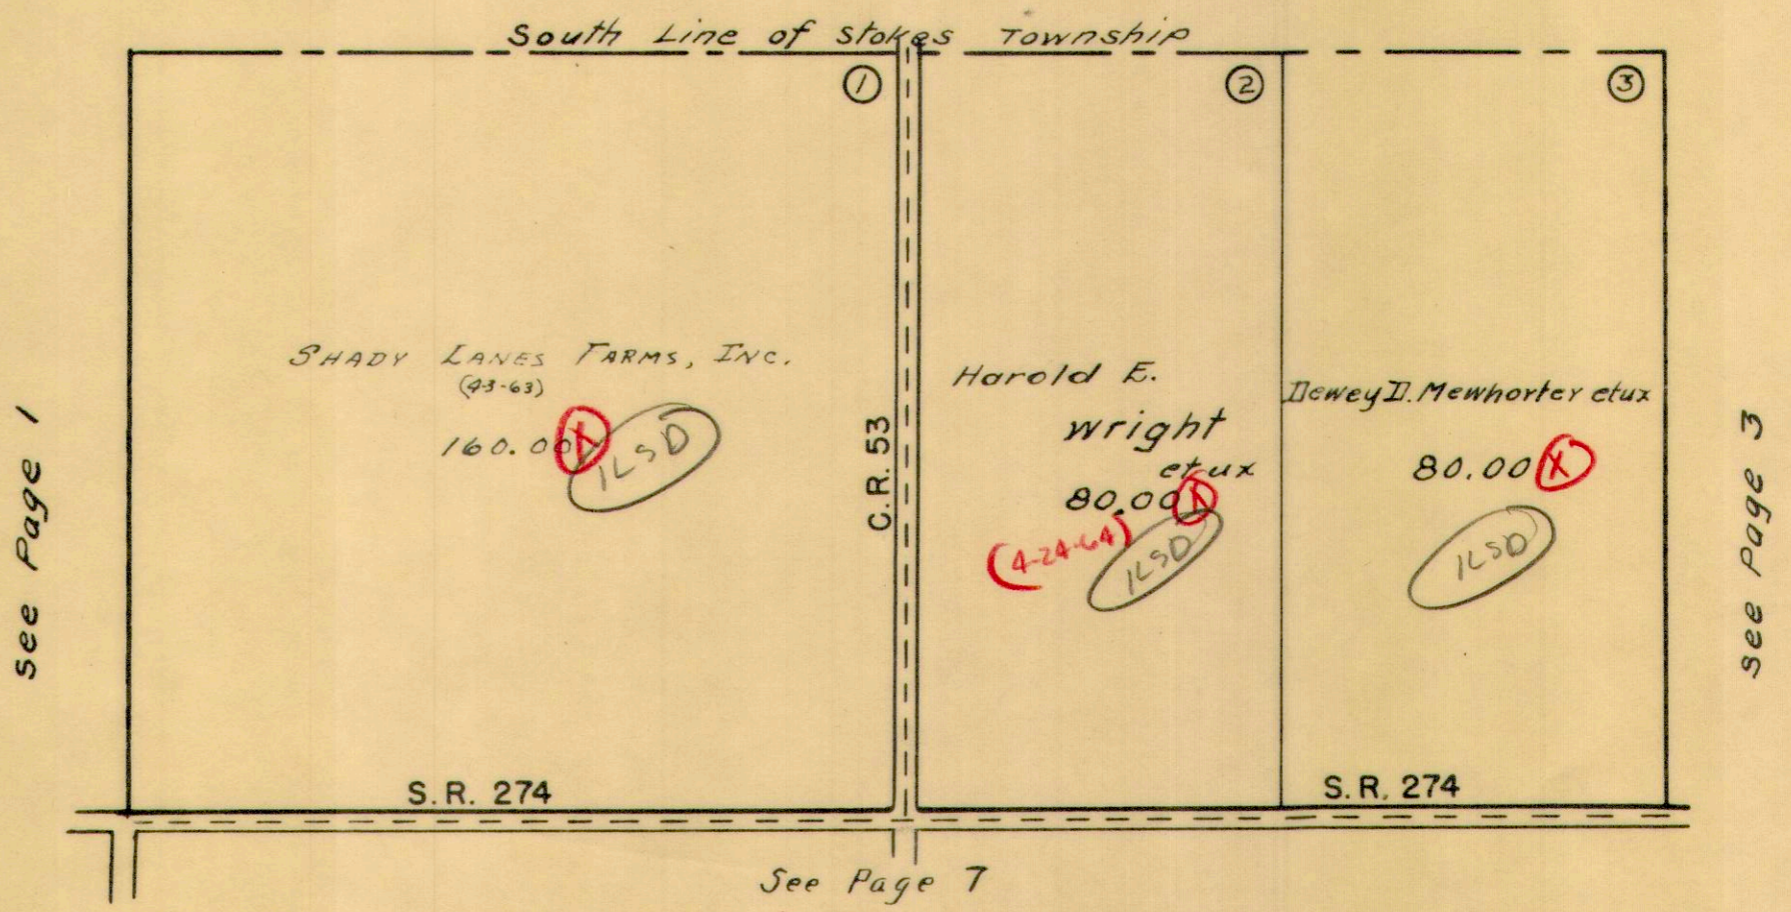 South Line of Stokes Township
1
2
3
SHADY LANES FARMS, INC.
(4-3-63)
160.00 X
ILSD
C.R. 53
Harold E.
wright
et ux
80.00 X
(4-24-64)
ILSD
Dewey D. Mewhorter etux
80.00 X
ILSD
see Page 1
see Page 3
S.R. 274
S.R. 274
See Page 7